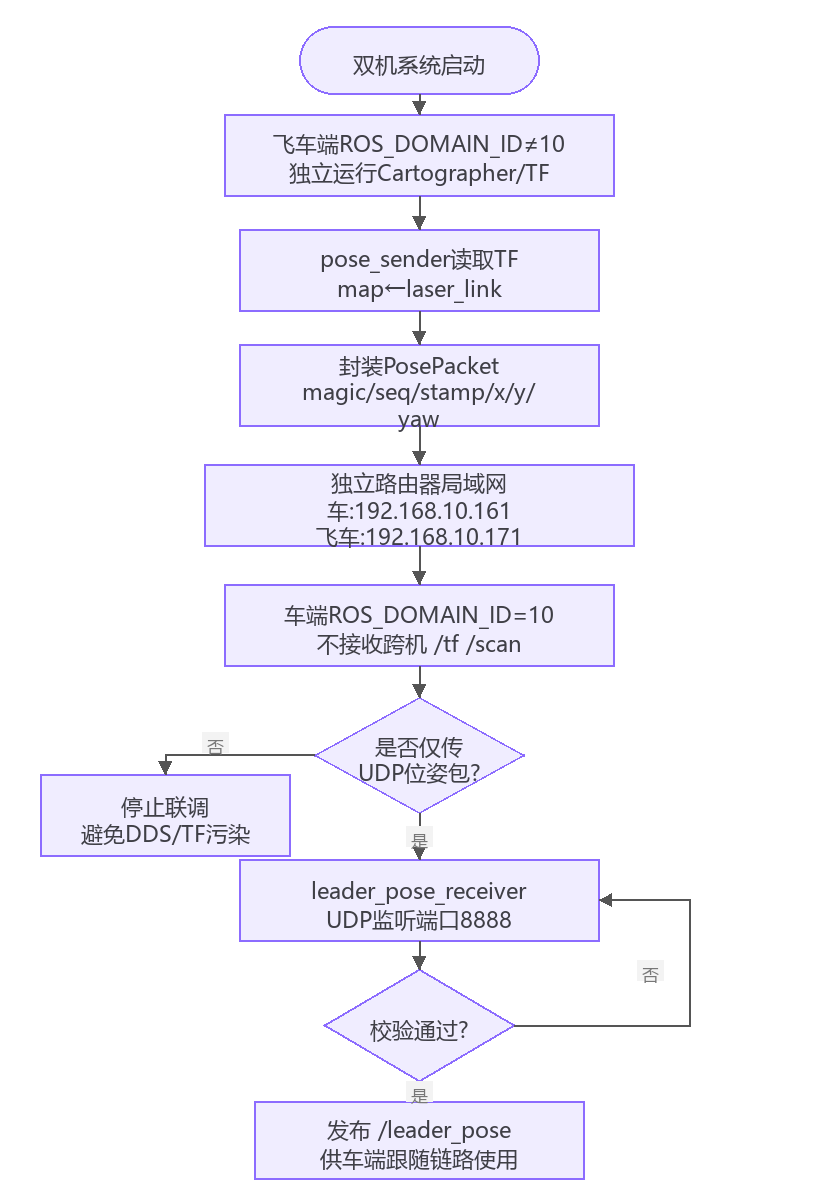 双机系统启动
飞车端ROS_DOMAIN_ID≠10
独立运行Cartographer/TF
pose_sender读取TF
map←laser_link
封装PosePacket
magic/seq/stamp/x/y/
yaw
独立路由器局域网
车:192.168.10.161
飞车:192.168.10.171
车端ROS_DOMAIN_ID=10
不接收跨机 /tf /scan
是否仅传
UDP位姿包?
否
停止联调
避免DDS/TF污染
是
leader_pose_receiver
UDP监听端口8888
否
校验通过?
是
发布 /leader_pose
供车端跟随链路使用